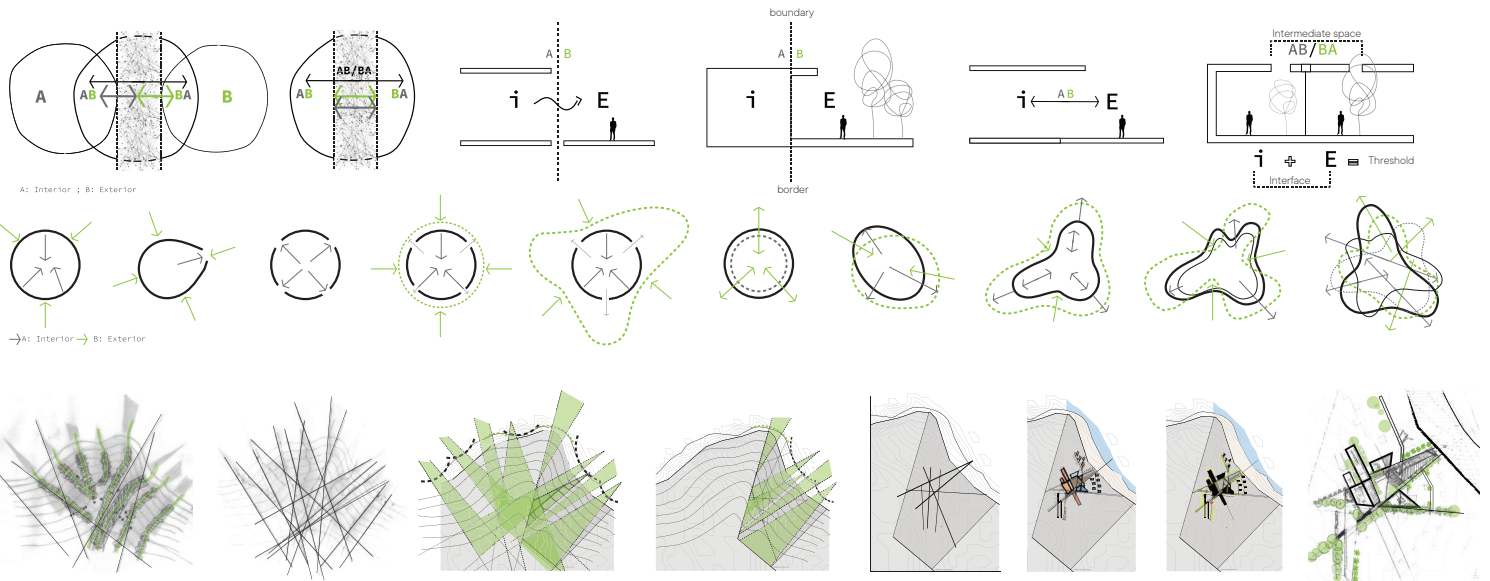 boundary
Intermediate space
AB/BA
A B
A B
AB/BA
A AB BA B
AB BA
i E
i E
i AB E
i E Threshold
Interface
border
A: Interior ; B: Exterior
A: Interior B: Exterior